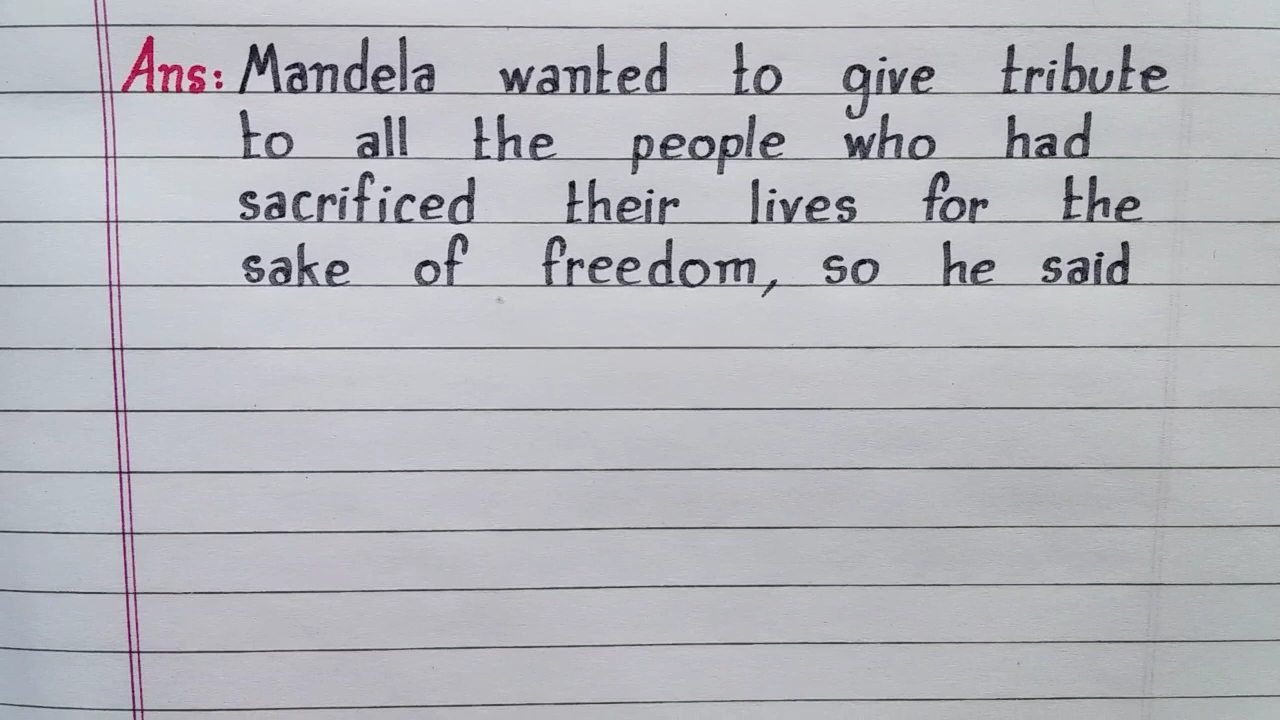 Ans: Mandela wanted to give tribute
to all the people who had
sacrificed their lives for the
sake of freedom, so he said